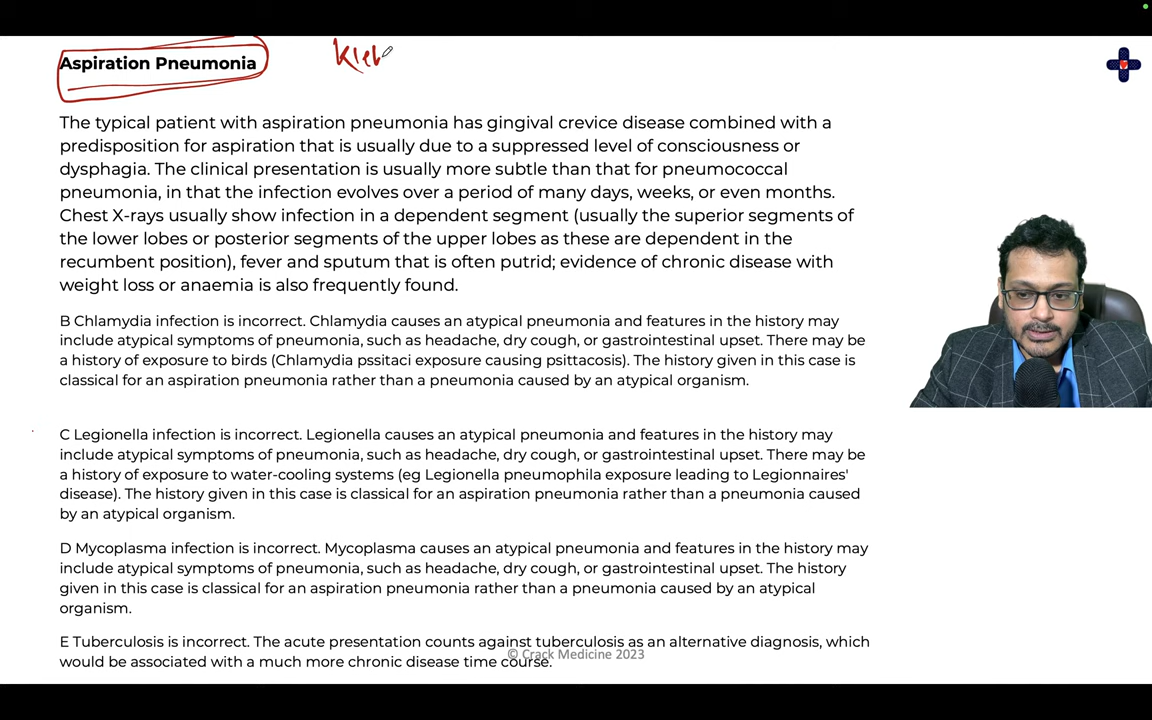 Aspiration Pneumonia
Kleb
The typical patient with aspiration pneumonia has gingival crevice disease combined with a
predisposition for aspiration that is usually due to a suppressed level of consciousness or
dysphagia. The clinical presentation is usually more subtle than that for pneumococcal
pneumonia, in that the infection evolves over a period of many days, weeks, or even months.
Chest X-rays usually show infection in a dependent segment (usually the superior segments of
the lower lobes or posterior segments of the upper lobes as these are dependent in the
recumbent position), fever and sputum that is often putrid; evidence of chronic disease with
weight loss or anaemia is also frequently found.
B Chlamydia infection is incorrect. Chlamydia causes an atypical pneumonia and features in the history may
include atypical symptoms of pneumonia, such as headache, dry cough, or gastrointestinal upset. There may be
a history of exposure to birds (Chlamydia pssitaci exposure causing psittacosis). The history given in this case is
classical for an aspiration pneumonia rather than a pneumonia caused by an atypical organism.
C Legionella infection is incorrect. Legionella causes an atypical pneumonia and features in the history may
include atypical symptoms of pneumonia, such as headache, dry cough, or gastrointestinal upset. There may be
a history of exposure to water-cooling systems (eg Legionella pneumophila exposure leading to Legionnaires'
disease). The history given in this case is classical for an aspiration pneumonia rather than a pneumonia caused
by an atypical organism.
D Mycoplasma infection is incorrect. Mycoplasma causes an atypical pneumonia and features in the history may
include atypical symptoms of pneumonia, such as headache, dry cough, or gastrointestinal upset. The history
given in this case is classical for an aspiration pneumonia rather than a pneumonia caused by an atypical
organism.
E Tuberculosis is incorrect. The acute presentation counts against tuberculosis as an alternative diagnosis, which
would be associated with a much more chronic disease time course.
© Crack Medicine 2023